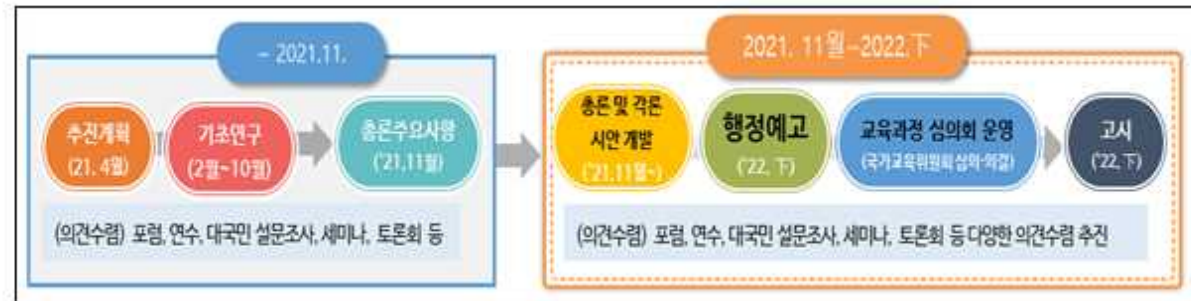 - 2021.11.
2021. 11월-2022.下
추진계획
('21. 4월)
기초연구
(2월~10월)
총론주요사항
('21.11월)
총론 및 각론
시안 개발
('21.11월~)
행정예고
('22, 下)
교육과정 심의회 운영
(국가교육위원회 심의·의결)
고시
('22, 下)
(의견수렴) 포럼, 연수, 대국민 설문조사, 세미나, 토론회 등
(의견수렴) 포럼, 연수, 대국민 설문조사, 세미나, 토론회 등 다양한 의견수렴 추진